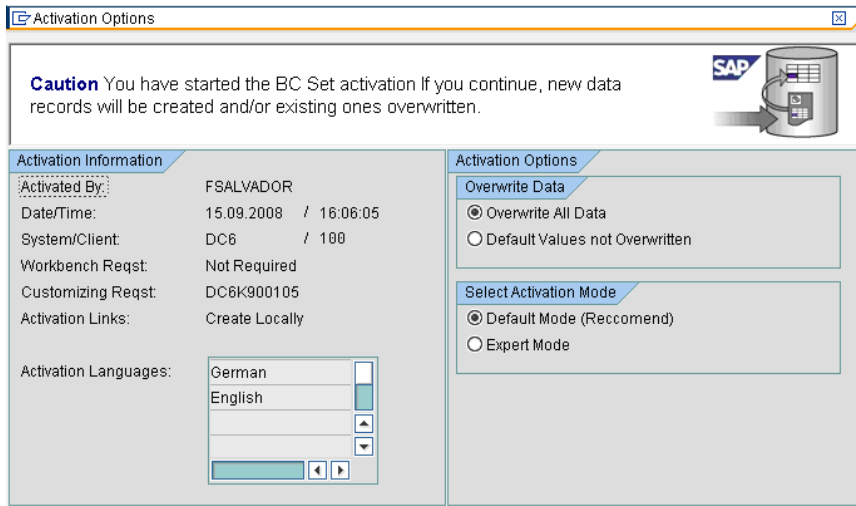 Activation Options
Caution You have started the BC Set activation If you continue, new data
records will be created and/or existing ones overwritten.
SAP
Activation Information
Activated By: FSALVADOR
Date/Time: 15.09.2008 / 16:06:05
System/Client: DC6 / 100
Workbench Reqst: Not Required
Customizing Reqst: DC6K900105
Activation Links: Create Locally
Activation Languages: German
English
Activation Options
Overwrite Data
Overwrite All Data
Default Values not Overwritten
Select Activation Mode
Default Mode (Reccomend)
Expert Mode